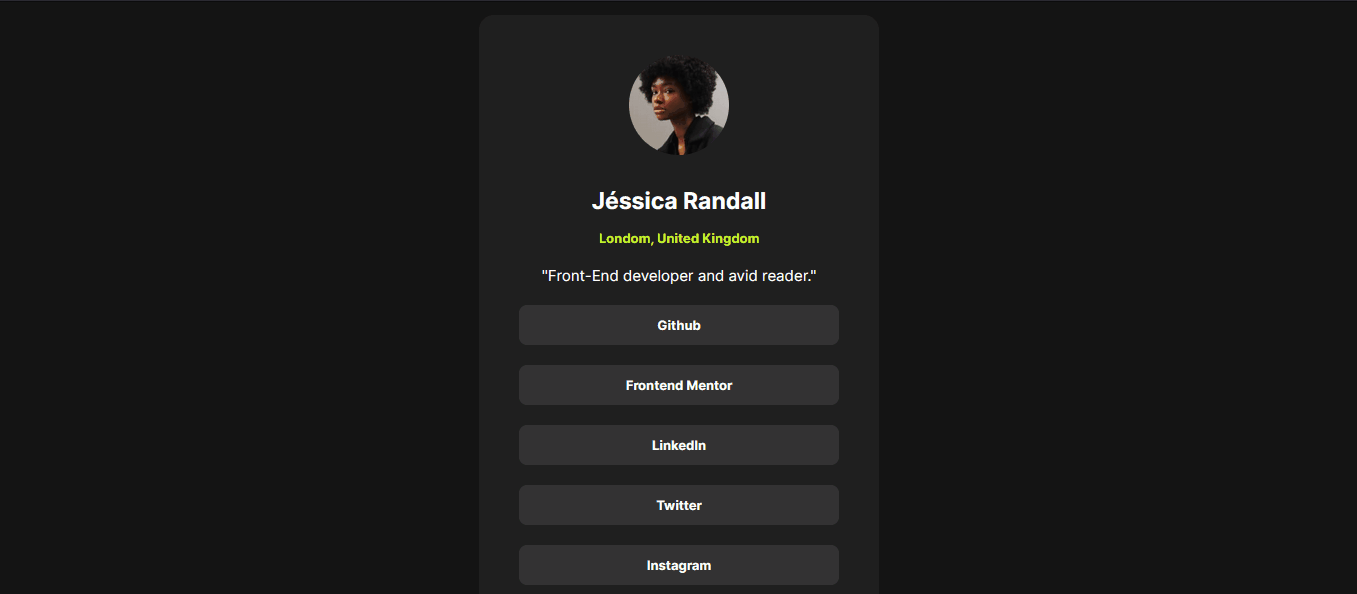 Jéssica Randall
Londom, United Kingdom
"Front-End developer and avid reader."
Github
Frontend Mentor
LinkedIn
Twitter
Instagram